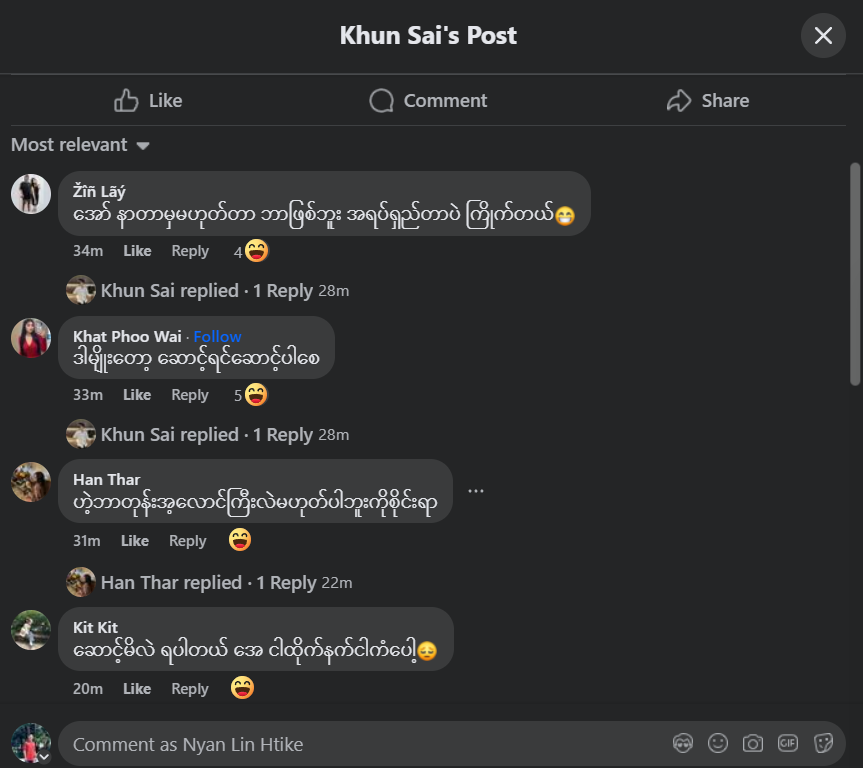 Khun Sai's Post
Like Comment Share
Most relevant
Žîñ Lāý
အော် နာတာမှမဟုတ်တာ ဘာဖြစ်ဘူး အရပ်ရှည်တာပဲ ကြိုက်တယ်😁
34m Like Reply 4
Khun Sai replied · 1 Reply 28m
Khat Phoo Wai · Follow
ဒါမျိုးတော့ ဆောင့်ရင်ဆောင့်ပါစေ
33m Like Reply 5
Khun Sai replied · 1 Reply 28m
Han Thar
ဟဲ့ဘာတုန်းအ့လောင်ကြီးလဲမဟုတ်ပါဘူးကိုစိုင်းရာ
31m Like Reply
Han Thar replied · 1 Reply 22m
Kit Kit
ဆောင့်မိလဲ ရပါတယ် အေ ငါထိုက်နက်ငါကံပေါ့😔
20m Like Reply
Comment as Nyan Lin Htike
GIF